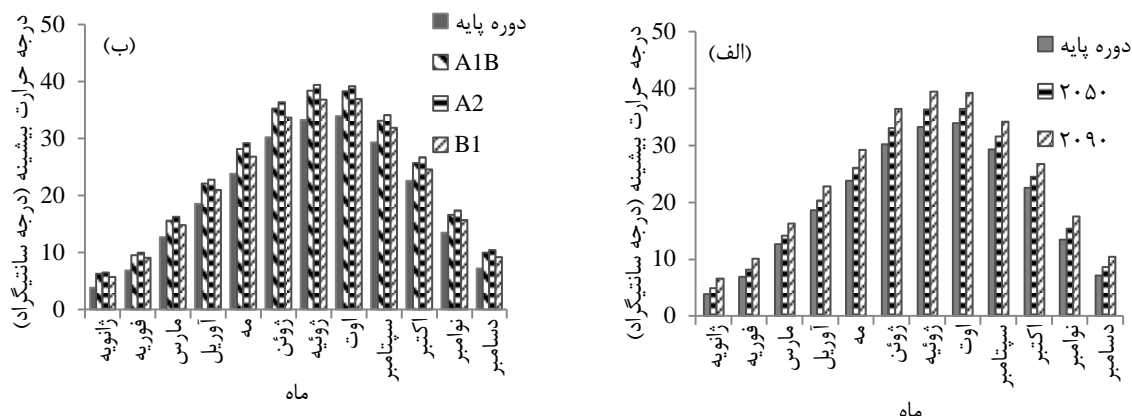 (الف)
دوره پایه
۲۰۵۰
۲۰۹۰
درجه حرارت بیشینه (درجه سانتیگراد)
50
40
30
20
10
0
ژانویه
فوریه
مارس
آوریل
مه
ژوئن
ژوئیه
اوت
سپتامبر
اکتبر
نوامبر
دسامبر
ماه
(ب)
دوره پایه
A1B
A2
B1
درجه حرارت بیشینه (درجه سانتیگراد)
50
40
30
20
10
0
ژانویه
فوریه
مارس
آوریل
مه
ژوئن
ژوئیه
اوت
سپتامبر
اکتبر
نوامبر
دسامبر
ماه